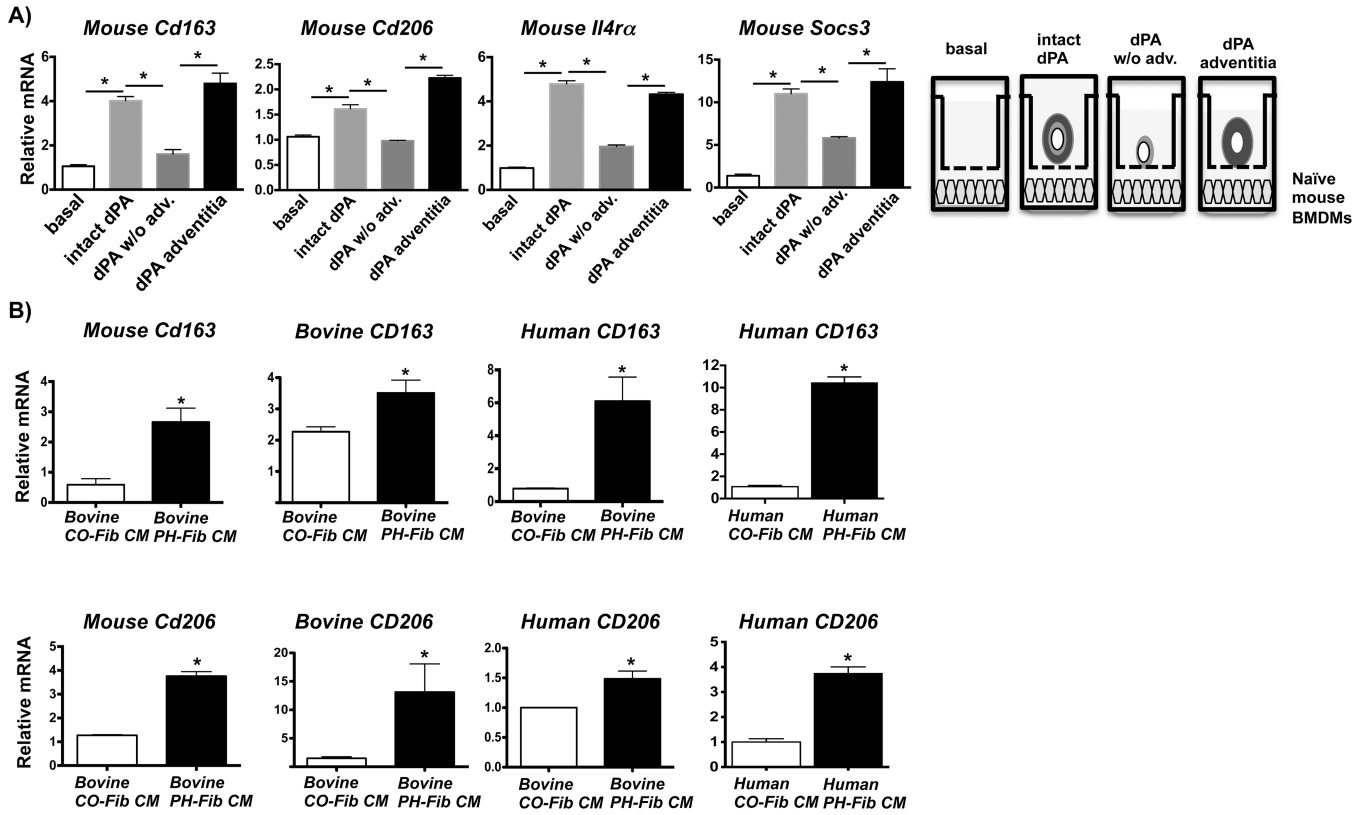 A)
Mouse Cd163
Relative mRNA
6
4
2
0
*
*
*
basal
intact dPA
dPA w/o adv.
dPA adventitia
Mouse Cd206
2.5
2.0
1.5
1.0
0.5
0.0
*
*
*
basal
intact dPA
dPA w/o adv.
dPA adventitia
Mouse Il4rα
6
4
2
0
*
*
*
basal
intact dPA
dPA w/o adv.
dPA adventitia
Mouse Socs3
15
10
5
0
*
*
*
basal
intact dPA
dPA w/o adv.
dPA adventitia
basal
intact
dPA
dPA
w/o adv.
dPA
adventitia
Naïve
mouse
BMDMs
B)
Mouse Cd163
Relative mRNA
4
3
2
1
0
*
Bovine
CO-Fib CM
Bovine
PH-Fib CM
Bovine CD163
4
3
2
1
*
Bovine
CO-Fib CM
Bovine
PH-Fib CM
Human CD163
8
6
4
2
0
*
Bovine
CO-Fib CM
Bovine
PH-Fib CM
Human CD163
12
10
8
6
4
2
0
*
Human
CO-Fib CM
Human
PH-Fib CM
Mouse Cd206
Relative mRNA
5
4
3
2
1
0
*
Bovine
CO-Fib CM
Bovine
PH-Fib CM
Bovine CD206
20
15
10
5
*
Bovine
CO-Fib CM
Bovine
PH-Fib CM
Human CD206
2.0
1.5
1.0
0.5
0.0
*
Bovine
CO-Fib CM
Bovine
PH-Fib CM
Human CD206
5
4
3
2
1
0
*
Human
CO-Fib CM
Human
PH-Fib CM